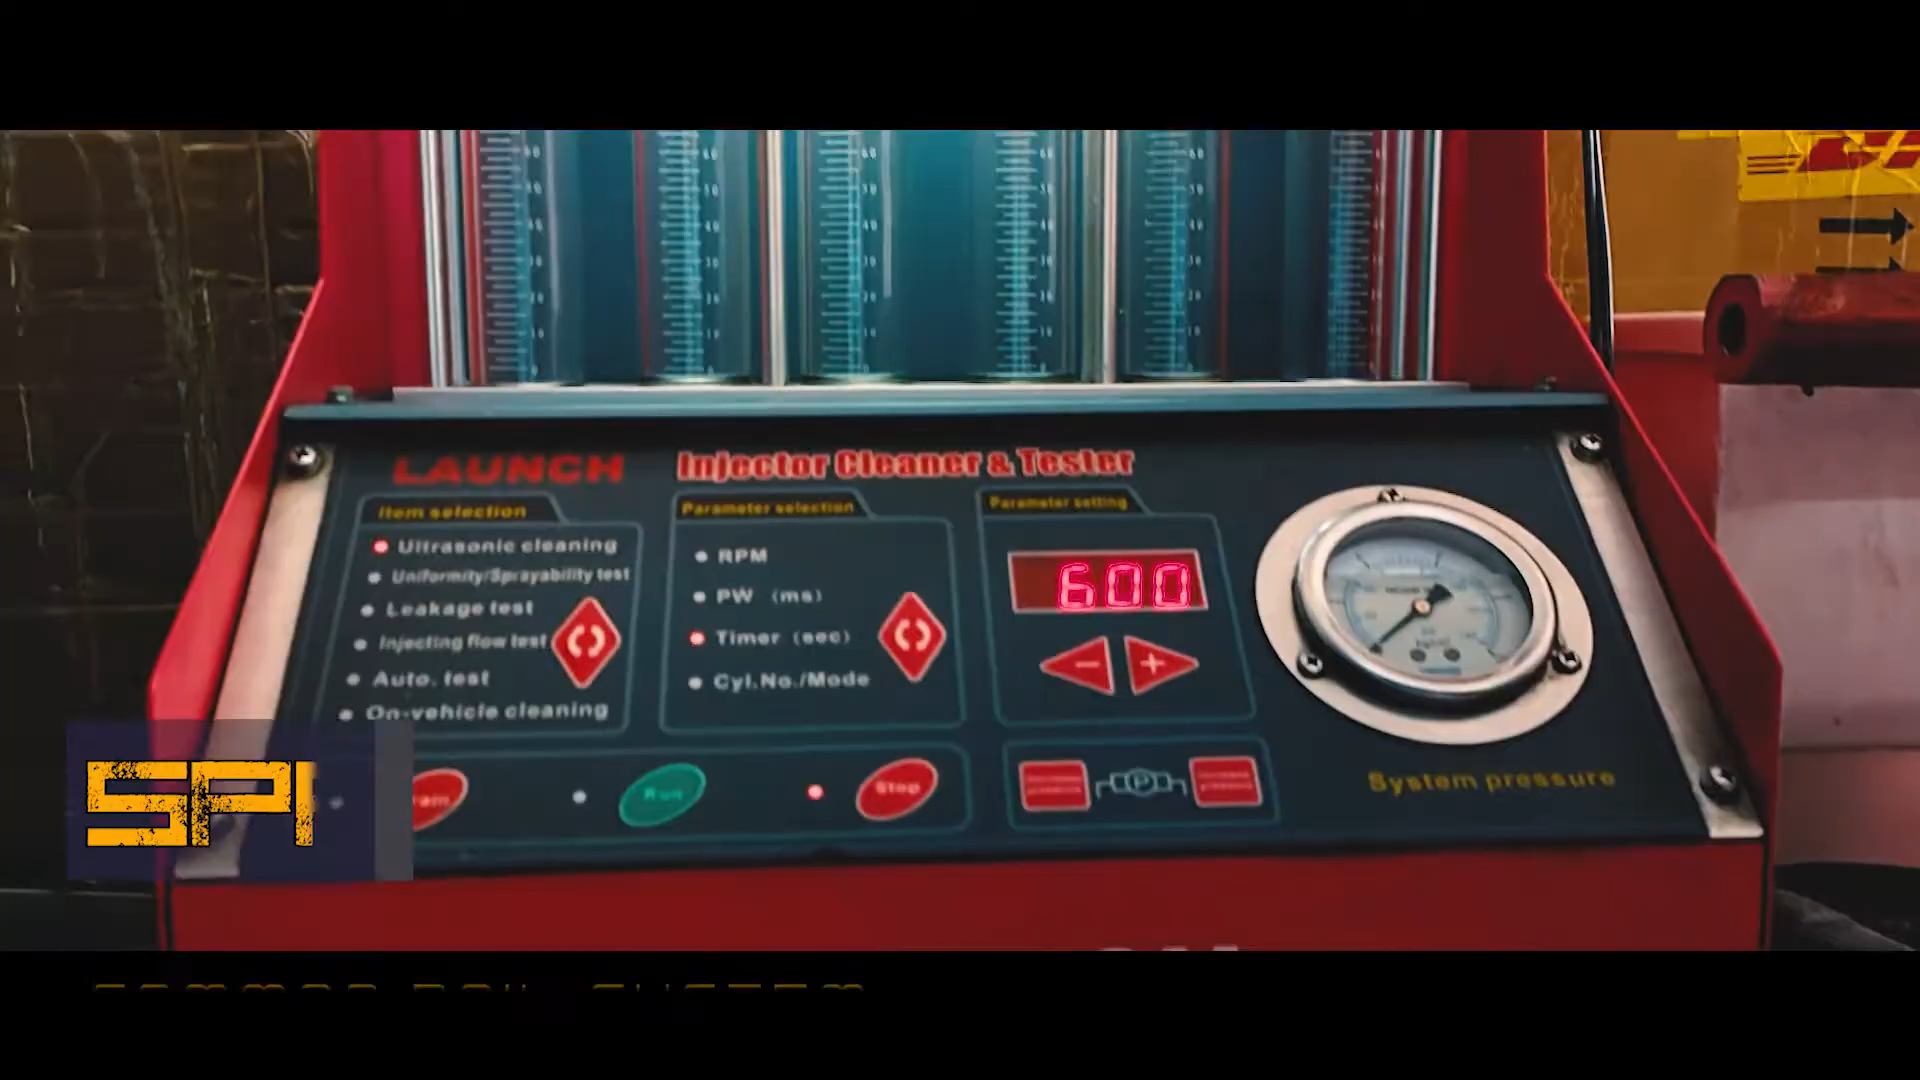 LAUNCH
Injector Cleaner & Tester
Item selection
Ultrasonic cleaning
Uniformity/Sprayability test
Leakage test
Injecting flow test
Auto. test
On-vehicle cleaning
Parameter selection
RPM
PW (ms)
Timer (sec)
Cyl.No./Mode
Parameter setting
600
- +
Run
Stop
P
System pressure
SPI